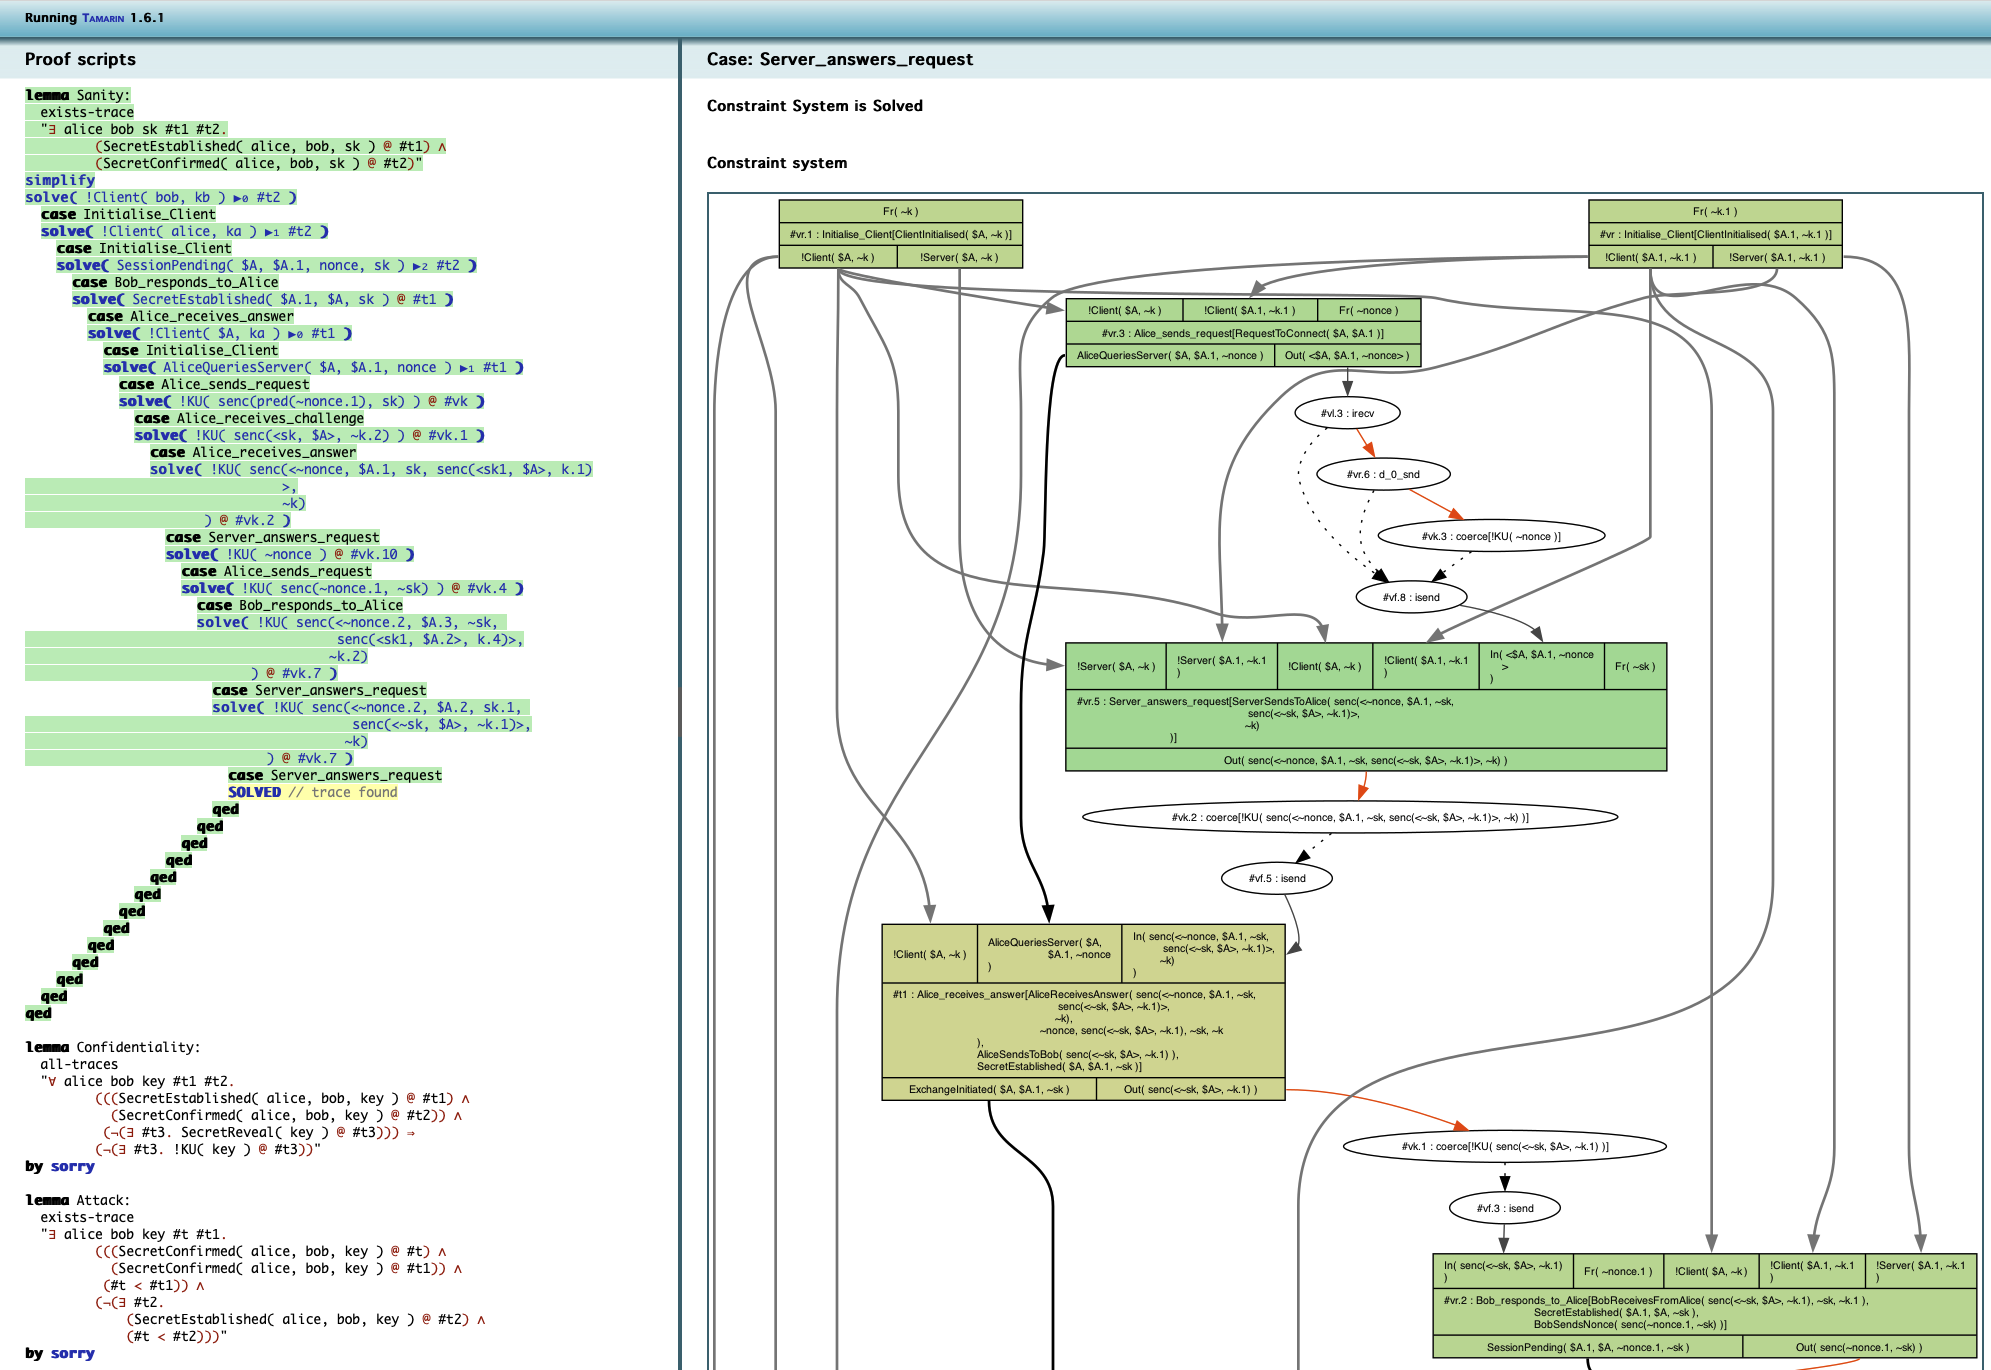 Running TAMARIN 1.6.1
Proof scripts
lemma Sanity:
exists-trace
"∃ alice bob sk #t1 #t2.
(SecretEstablished( alice, bob, sk ) @ #t1) ∧
(SecretConfirmed( alice, bob, sk ) @ #t2)"
simplify
solve( !Client( bob, kb ) ▶₀ #t2 )
case Initialise_Client
solve( !Client( alice, ka ) ▶₁ #t2 )
case Initialise_Client
solve( SessionPending( $A, $A.1, nonce, sk ) ▶₂ #t2 )
case Bob_responds_to_Alice
solve( SecretEstablished( $A.1, $A, sk ) @ #t1 )
case Alice_receives_answer
solve( !Client( $A, ka ) ▶₀ #t1 )
case Initialise_Client
solve( AliceQueriesServer( $A, $A.1, nonce ) ▶₁ #t1 )
case Alice_sends_request
solve( !KU( senc(pred(~nonce.1), sk) ) @ #vk )
case Alice_receives_challenge
solve( !KU( senc(<sk, $A>, ~k.2) ) @ #vk.1 )
case Alice_receives_answer
solve( !KU( senc(<~nonce, $A.1, sk, senc(<sk1, $A>, k.1)
>,
~k)
) @ #vk.2 )
case Server_answers_request
solve( !KU( ~nonce ) @ #vk.10 )
case Alice_sends_request
solve( !KU( senc(~nonce.1, ~sk) ) @ #vk.4 )
case Bob_responds_to_Alice
solve( !KU( senc(<~nonce.2, $A.3, ~sk,
senc(<sk1, $A.2>, k.4)>,
~k.2)
) @ #vk.7 )
case Server_answers_request
solve( !KU( senc(<~nonce.2, $A.2, sk.1,
senc(<~sk, $A>, ~k.1)>,
~k)
) @ #vk.7 )
case Server_answers_request
SOLVED // trace found
qed
qed
qed
qed
qed
qed
qed
qed
qed
qed
qed
qed
qed
lemma Confidentiality:
all-traces
"∀ alice bob key #t1 #t2.
(((SecretEstablished( alice, bob, key ) @ #t1) ∧
(SecretConfirmed( alice, bob, key ) @ #t2)) ∧
(¬(∃ #t3. SecretReveal( key ) @ #t3))) ⇒
(¬(∃ #t3. !KU( key ) @ #t3))"
by sorry
lemma Attack:
exists-trace
"∃ alice bob key #t #t1.
(((SecretConfirmed( alice, bob, key ) @ #t) ∧
(SecretConfirmed( alice, bob, key ) @ #t1)) ∧
(#t < #t1)) ∧
(¬(∃ #t2.
(SecretEstablished( alice, bob, key ) @ #t2) ∧
(#t < #t2)))"
by sorry
Case: Server_answers_request
Constraint System is Solved
Constraint system
Fr( ~k )
#vr.1 : Initialise_Client[ClientInitialised( $A, ~k )]
!Client( $A, ~k ) !Server( $A, ~k )
Fr( ~k.1 )
#vr : Initialise_Client[ClientInitialised( $A.1, ~k.1 )]
!Client( $A.1, ~k.1 ) !Server( $A.1, ~k.1 )
!Client( $A, ~k ) !Client( $A.1, ~k.1 ) Fr( ~nonce )
#vr.3 : Alice_sends_request[RequestToConnect( $A, $A.1 )]
AliceQueriesServer( $A, $A.1, ~nonce ) Out( <$A, $A.1, ~nonce> )
#vl.3 : irecv
#vr.6 : d_0_snd
#vk.3 : coerce[!KU( ~nonce )]
#vf.8 : isend
!Server( $A, ~k ) !Server( $A.1, ~k.1
) !Client( $A, ~k ) !Client( $A.1, ~k.1
) In( <$A, $A.1, ~nonce
>
) Fr( ~sk )
#vr.5 : Server_answers_request[ServerSendsToAlice( senc(<~nonce, $A.1, ~sk,
senc(<~sk, $A>, ~k.1)>,
~k)
)]
Out( senc(<~nonce, $A.1, ~sk, senc(<~sk, $A>, ~k.1)>, ~k) )
#vk.2 : coerce[!KU( senc(<~nonce, $A.1, ~sk, senc(<~sk, $A>, ~k.1)>, ~k) )]
#vf.5 : isend
!Client( $A, ~k ) AliceQueriesServer( $A,
$A.1, ~nonce
) In( senc(<~nonce, $A.1, ~sk,
senc(<~sk, $A>, ~k.1)>,
~k)
)
#t1 : Alice_receives_answer[AliceReceivesAnswer( senc(<~nonce, $A.1, ~sk,
senc(<~sk, $A>, ~k.1)>,
~k),
~nonce, senc(<~sk, $A>, ~k.1), ~sk, ~k
),
AliceSendsToBob( senc(<~sk, $A>, ~k.1) ),
SecretEstablished( $A, $A.1, ~sk )]
ExchangeInitiated( $A, $A.1, ~sk ) Out( senc(<~sk, $A>, ~k.1) )
#vk.1 : coerce[!KU( senc(<~sk, $A>, ~k.1) )]
#vf.3 : isend
In( senc(<~sk, $A>, ~k.1)
) Fr( ~nonce.1 ) !Client( $A, ~k ) !Client( $A.1, ~k.1
) !Server( $A.1, ~k.1
)
#vr.2 : Bob_responds_to_Alice[BobReceivesFromAlice( senc(<~sk, $A>, ~k.1), ~sk, ~k.1 ),
SecretEstablished( $A.1, $A, ~sk ),
BobSendsNonce( senc(~nonce.1, ~sk) )]
SessionPending( $A.1, $A, ~nonce.1, ~sk ) Out( senc(~nonce.1, ~sk) )